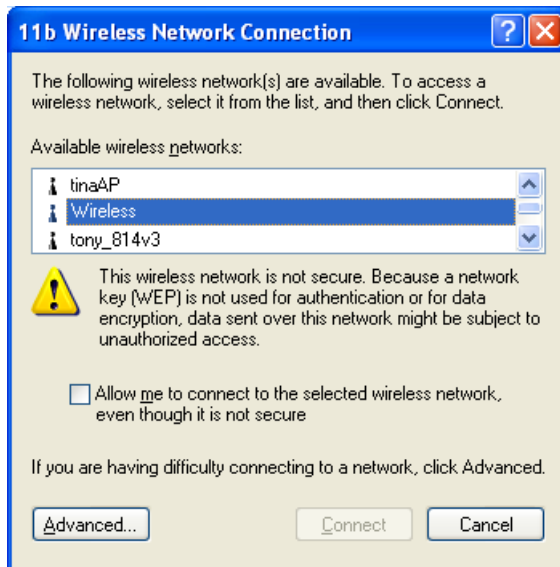 11b Wireless Network Connection
The following wireless network(s) are available. To access a
wireless network, select it from the list, and then click Connect.
Available wireless networks:
tinaAP
Wireless
tony_814v3
This wireless network is not secure. Because a network
key (WEP) is not used for authentication or for data
encryption, data sent over this network might be subject to
unauthorized access.
Allow me to connect to the selected wireless network,
even though it is not secure
If you are having difficulty connecting to a network, click Advanced.
Advanced... Connect Cancel